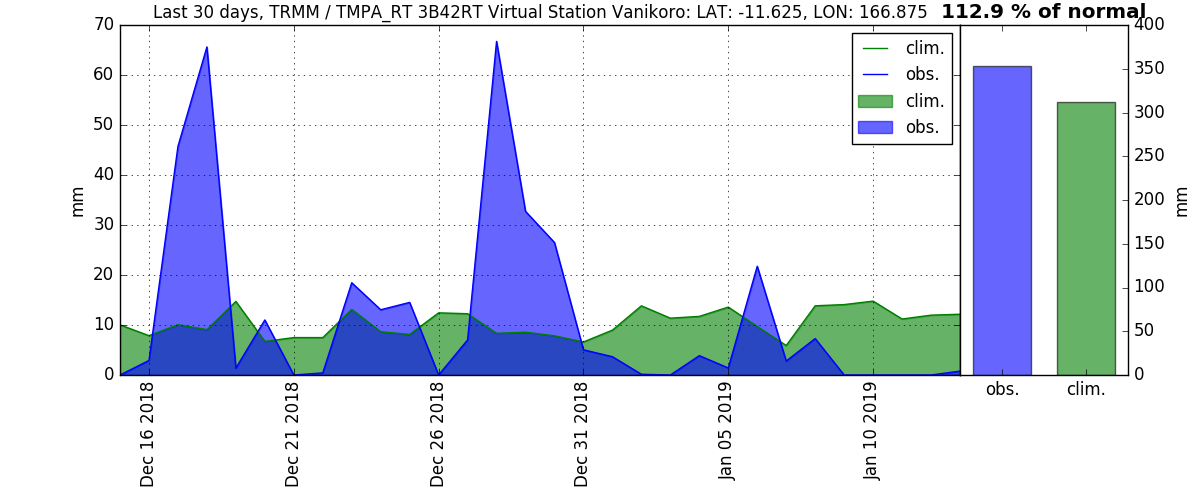 Last 30 days, TRMM / TMPA_RT 3B42RT Virtual Station Vanikoro: LAT: -11.625, LON: 166.875 112.9 % of normal
70
60
50
40
30
20
10
0
mm
clim.
obs.
clim.
obs.
Dec 16 2018
Dec 21 2018
Dec 26 2018
Dec 31 2018
Jan 05 2019
Jan 10 2019
400
350
300
250
200
150
100
50
0
mm
obs. clim.